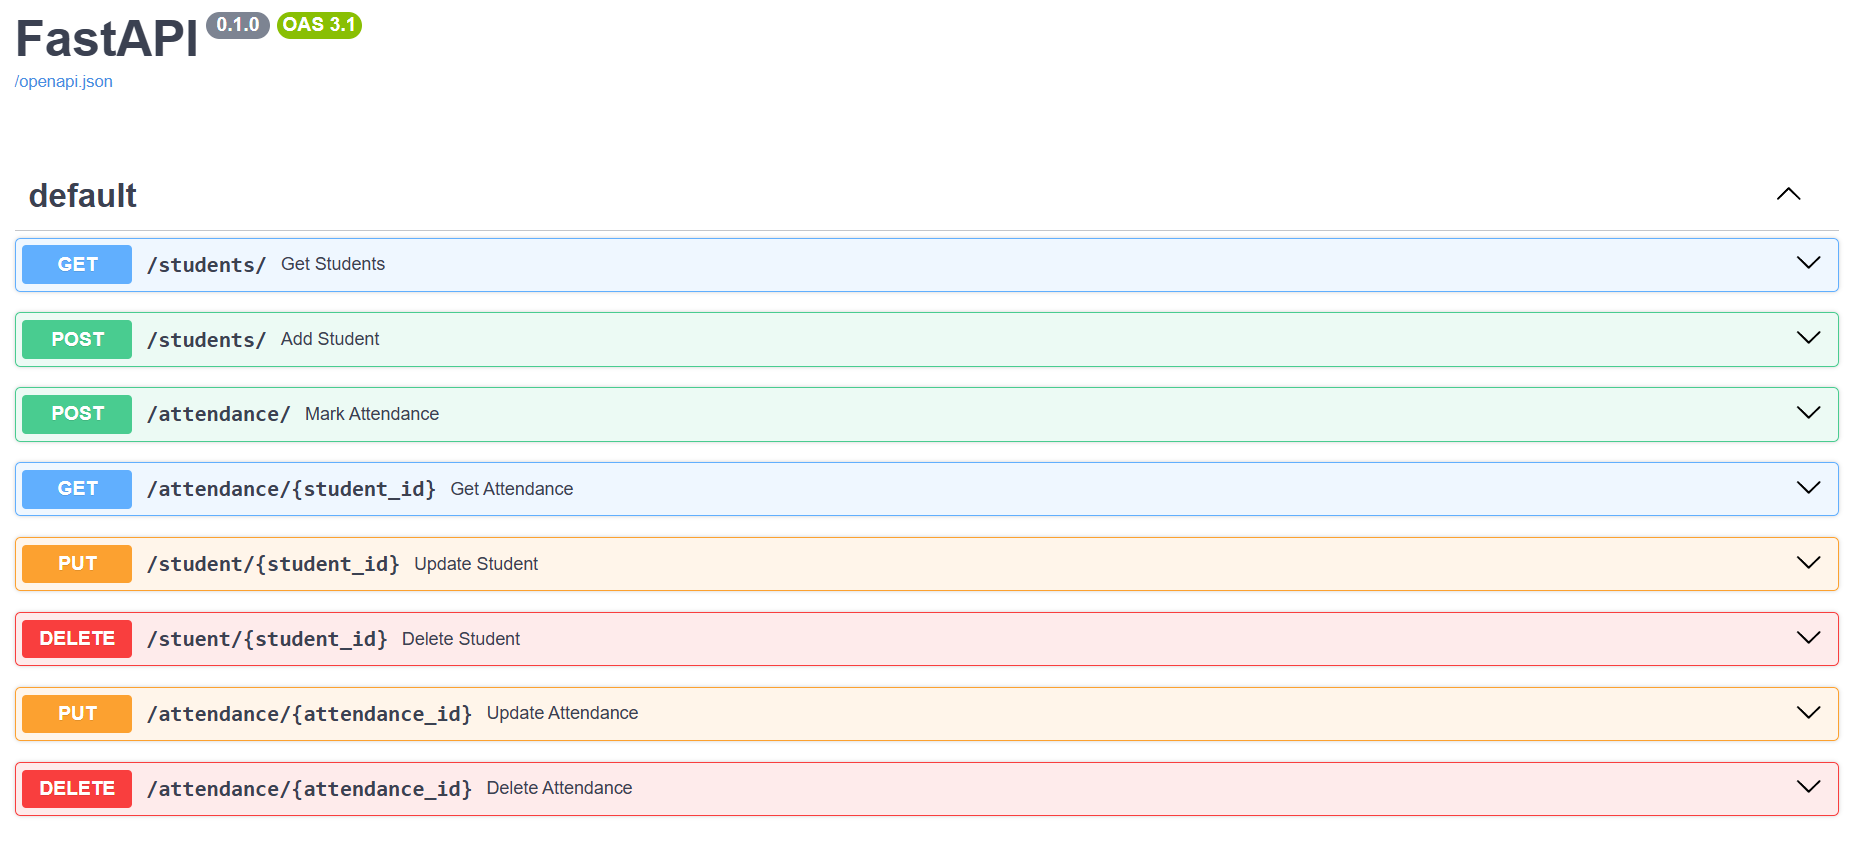 FastAPI 0.1.0 OAS 3.1
/openapi.json
default
GET /students/ Get Students
POST /students/ Add Student
POST /attendance/ Mark Attendance
GET /attendance/{student_id} Get Attendance
PUT /student/{student_id} Update Student
DELETE /stuent/{student_id} Delete Student
PUT /attendance/{attendance_id} Update Attendance
DELETE /attendance/{attendance_id} Delete Attendance